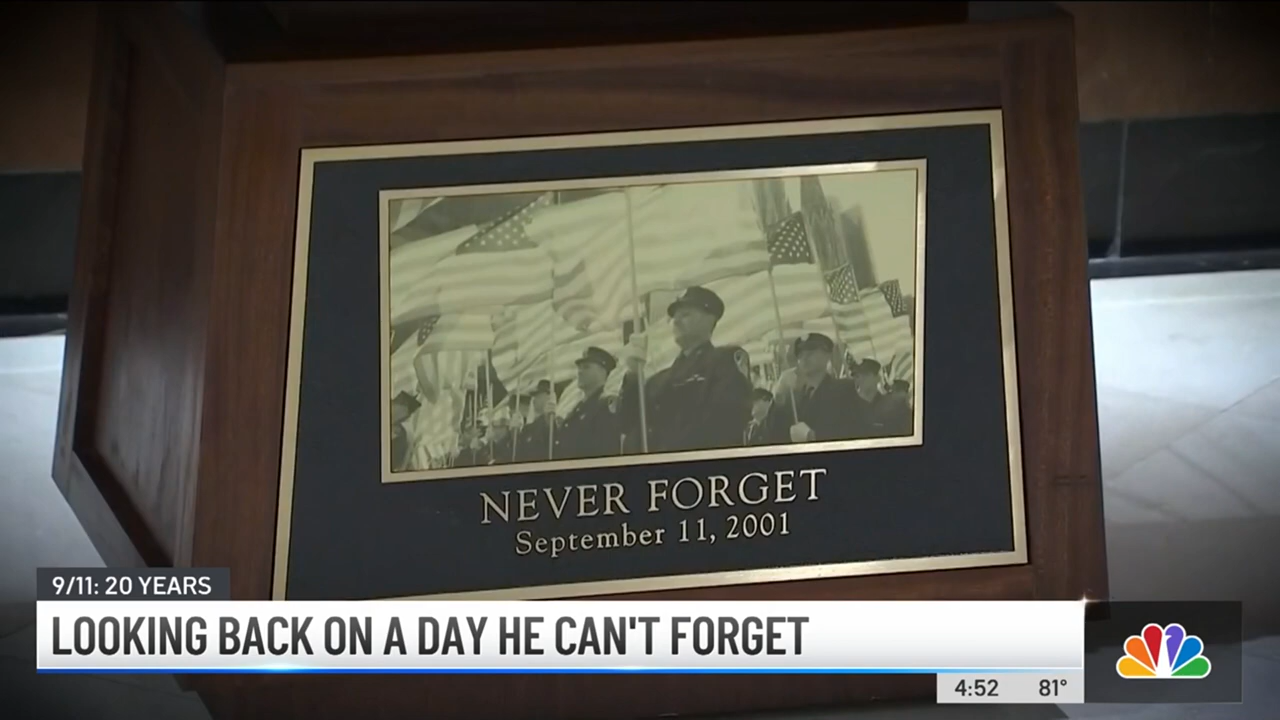 NEVER FORGET
September 11, 2001
9/11: 20 YEARS
LOOKING BACK ON A DAY HE CAN'T FORGET
4:52 81°